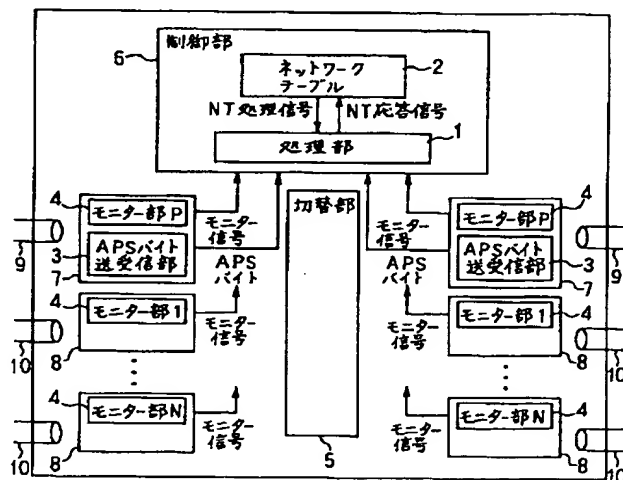 制御部
6
ネットワーク
テーブル
2
NT処理信号
NT応答信号
処理部
1
4
モニター部P
モニター
信号
9
3
APSバイト
送受信部
APS
バイト
7
4
モニター部1
モニター
信号
10
8
4
モニター部N
モニター
信号
10
8
切替部
5
モニター部P
4
モニター
信号
APSバイト
送受信部
3
9
APS
バイト
7
モニター部1
4
モニター
信号
10
8
モニター部N
4
モニター
信号
10
8